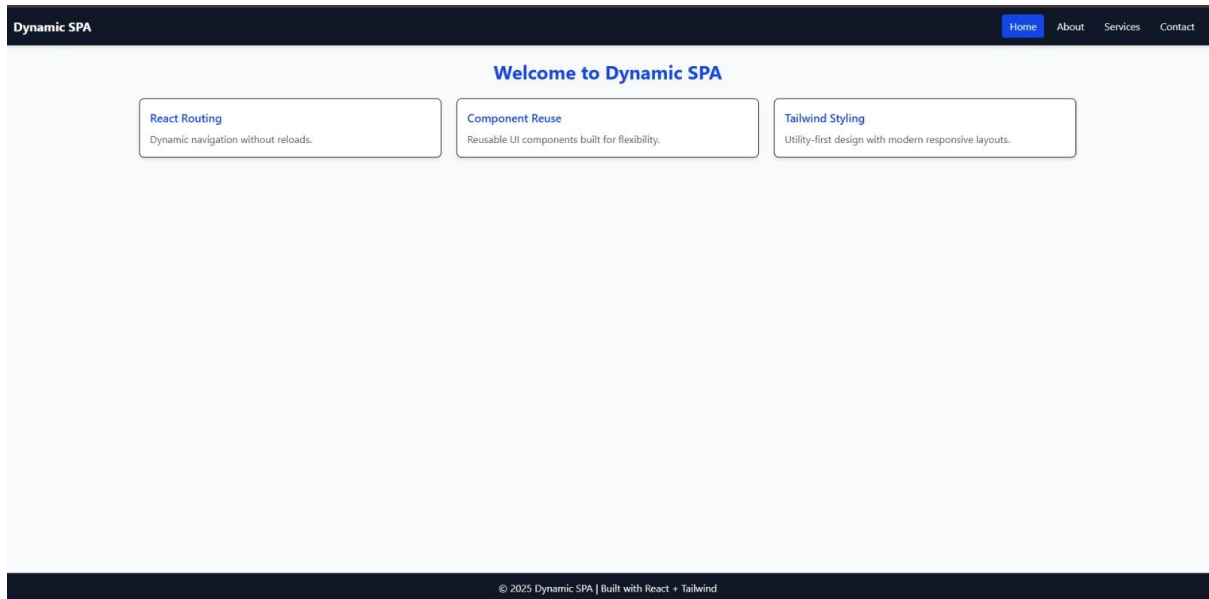 Dynamic SPA
Home About Services Contact
Welcome to Dynamic SPA
React Routing
Dynamic navigation without reloads.
Component Reuse
Reusable UI components built for flexibility.
Tailwind Styling
Utility-first design with modern responsive layouts.
© 2025 Dynamic SPA | Built with React + Tailwind